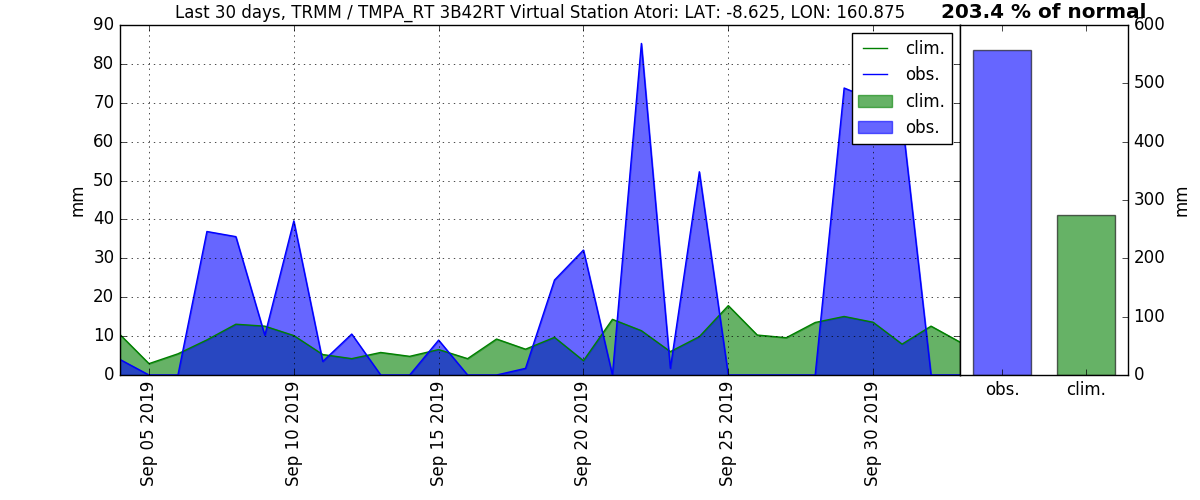 Last 30 days, TRMM / TMPA_RT 3B42RT Virtual Station Atori: LAT: -8.625, LON: 160.875
203.4 % of normal
90
80
70
60
50
40
30
20
10
0
mm
Sep 05 2019
Sep 10 2019
Sep 15 2019
Sep 20 2019
Sep 25 2019
Sep 30 2019
clim.
obs.
clim.
obs.
600
500
400
300
200
100
0
mm
obs.
clim.